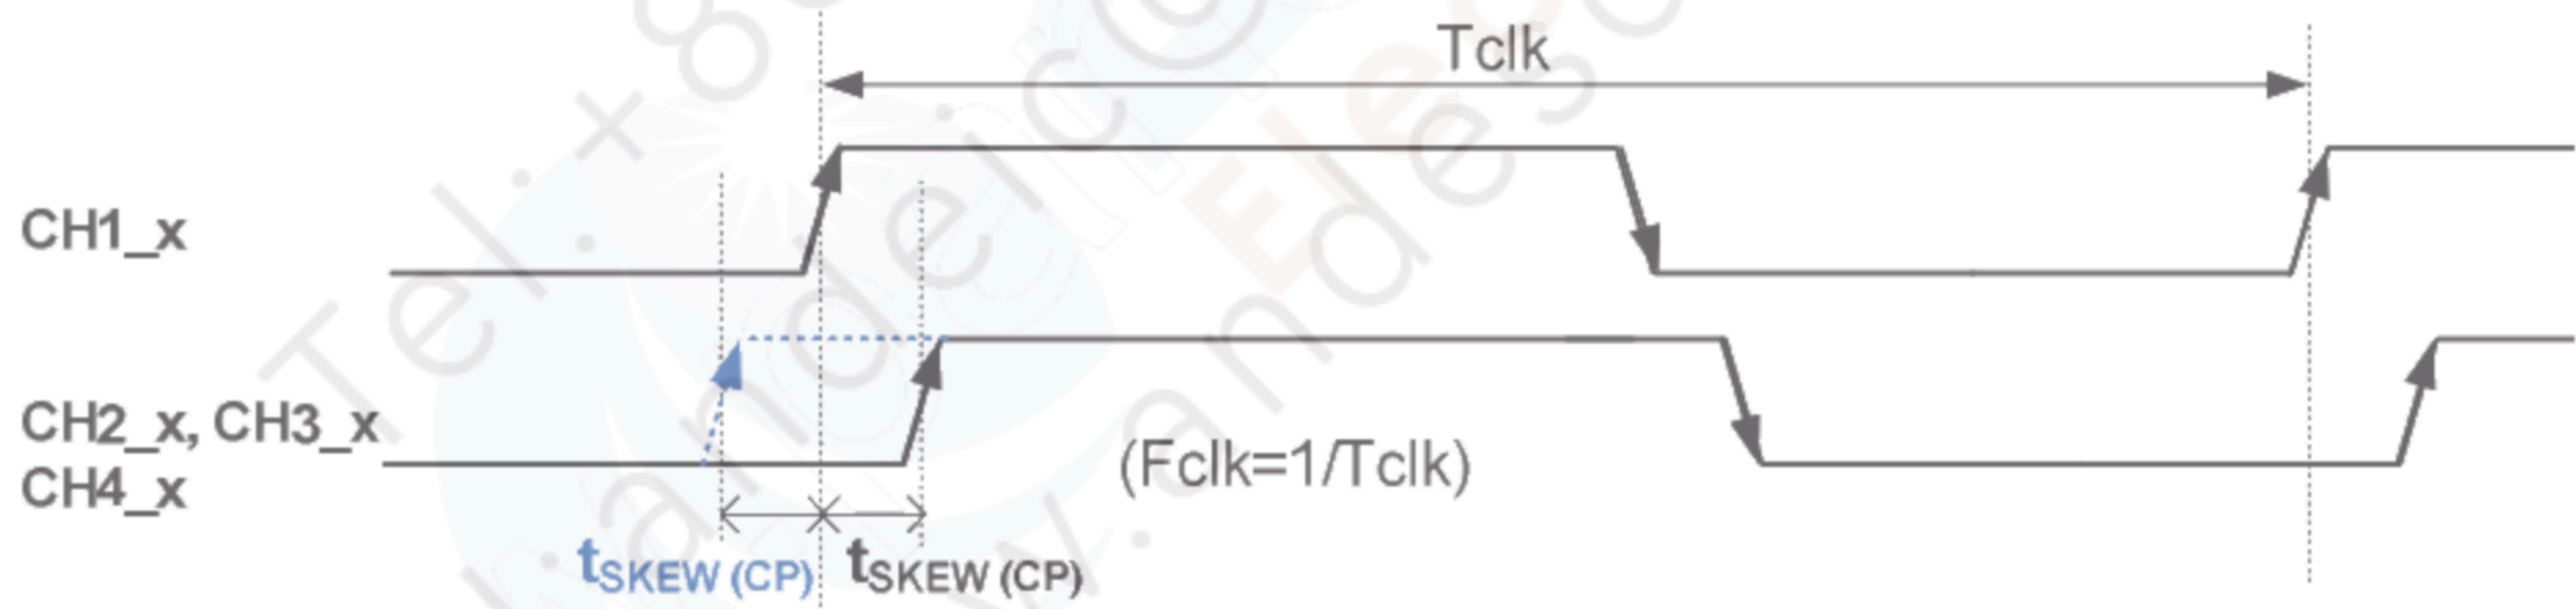 Tclk
CH1_x
CH2_x, CH3_x
CH4_x
(Fclk=1/Tclk)
tSKEW (CP) tSKEW (CP)